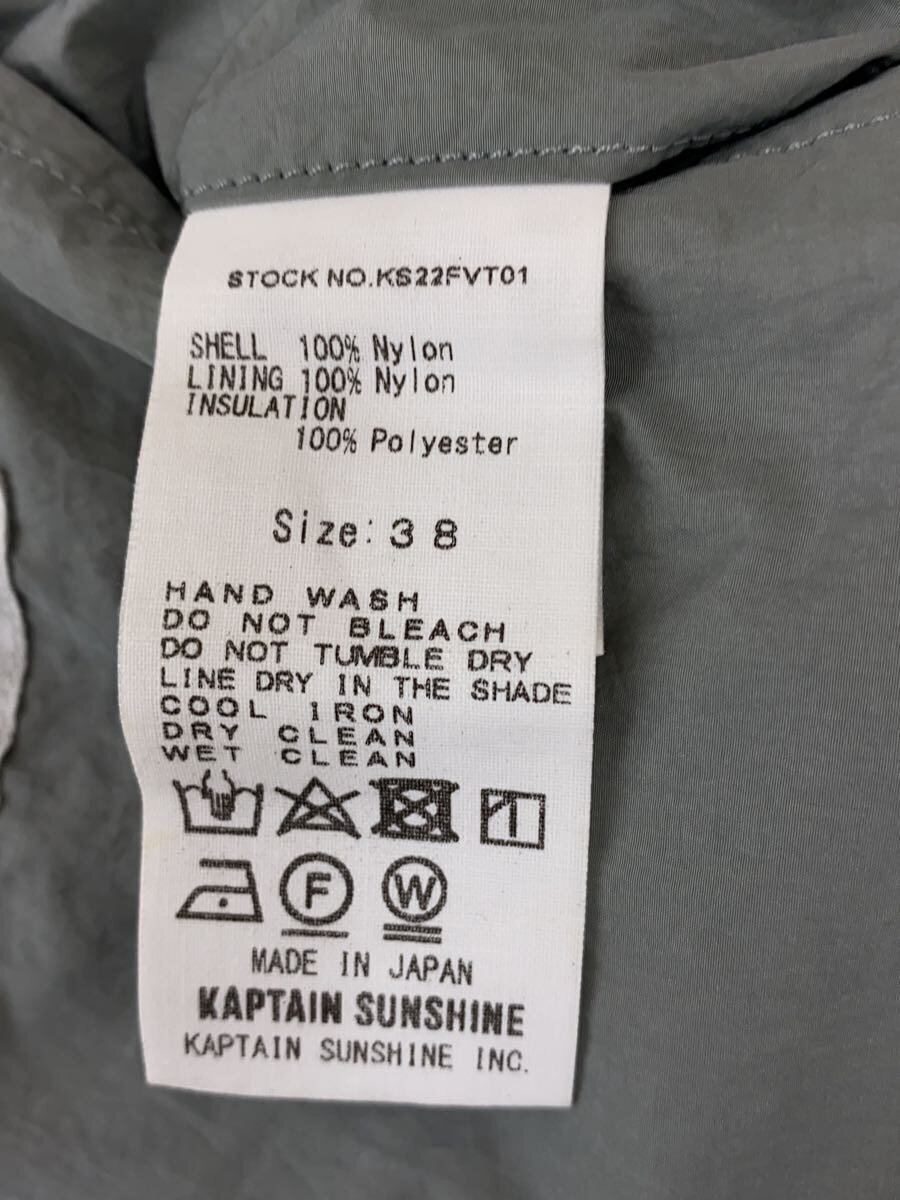 STOCK NO.KS22FVT01
SHELL 100% Nylon
LINING 100% Nylon
INSULATION
100% Polyester
Size: 38
HAND WASH
DO NOT BLEACH
DO NOT TUMBLE DRY
LINE DRY IN THE SHADE
COOL IRON
DRY CLEAN
WET CLEAN
F W
MADE IN JAPAN
KAPTAIN SUNSHINE
KAPTAIN SUNSHINE INC.